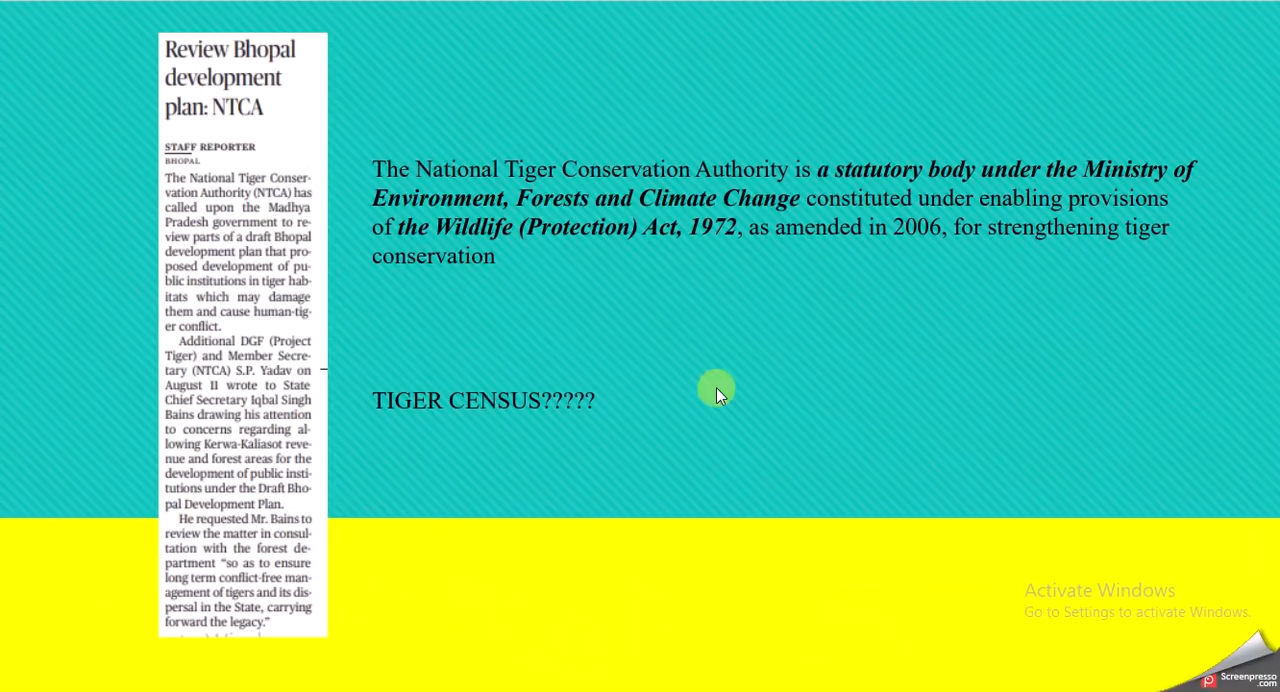 Review Bhopal
development
plan: NTCA
STAFF REPORTER
BHOPAL
The National Tiger Conser-
vation Authority (NTCA) has
called upon the Madhya
Pradesh government to re-
view parts of a draft Bhopal
development plan that pro-
posed development of pu-
blic institutions in tiger hab-
itats which may damage
them and cause human-tig-
er conflict.
Additional DGF (Project
Tiger) and Member Secre-
tary (NTCA) S.P. Yadav on
August 11 wrote to State
Chief Secretary Iqbal Singh
Bains drawing his attention
to concerns regarding al-
lowing Kerwa-Kaliasot reve-
nue and forest areas for the
development of public insti-
tutions under the Draft Bho-
pal Development Plan.
He requested Mr. Bains to
review the matter in consul-
tation with the forest de-
partment “so as to ensure
long term conflict-free man-
agement of tigers and its dis-
persal in the State, carrying
forward the legacy.”
The National Tiger Conservation Authority is a statutory body under the Ministry of
Environment, Forests and Climate Change constituted under enabling provisions
of the Wildlife (Protection) Act, 1972, as amended in 2006, for strengthening tiger
conservation
TIGER CENSUS?????
Activate Windows
Go to Settings to activate Windows.
Screenpresso
.com